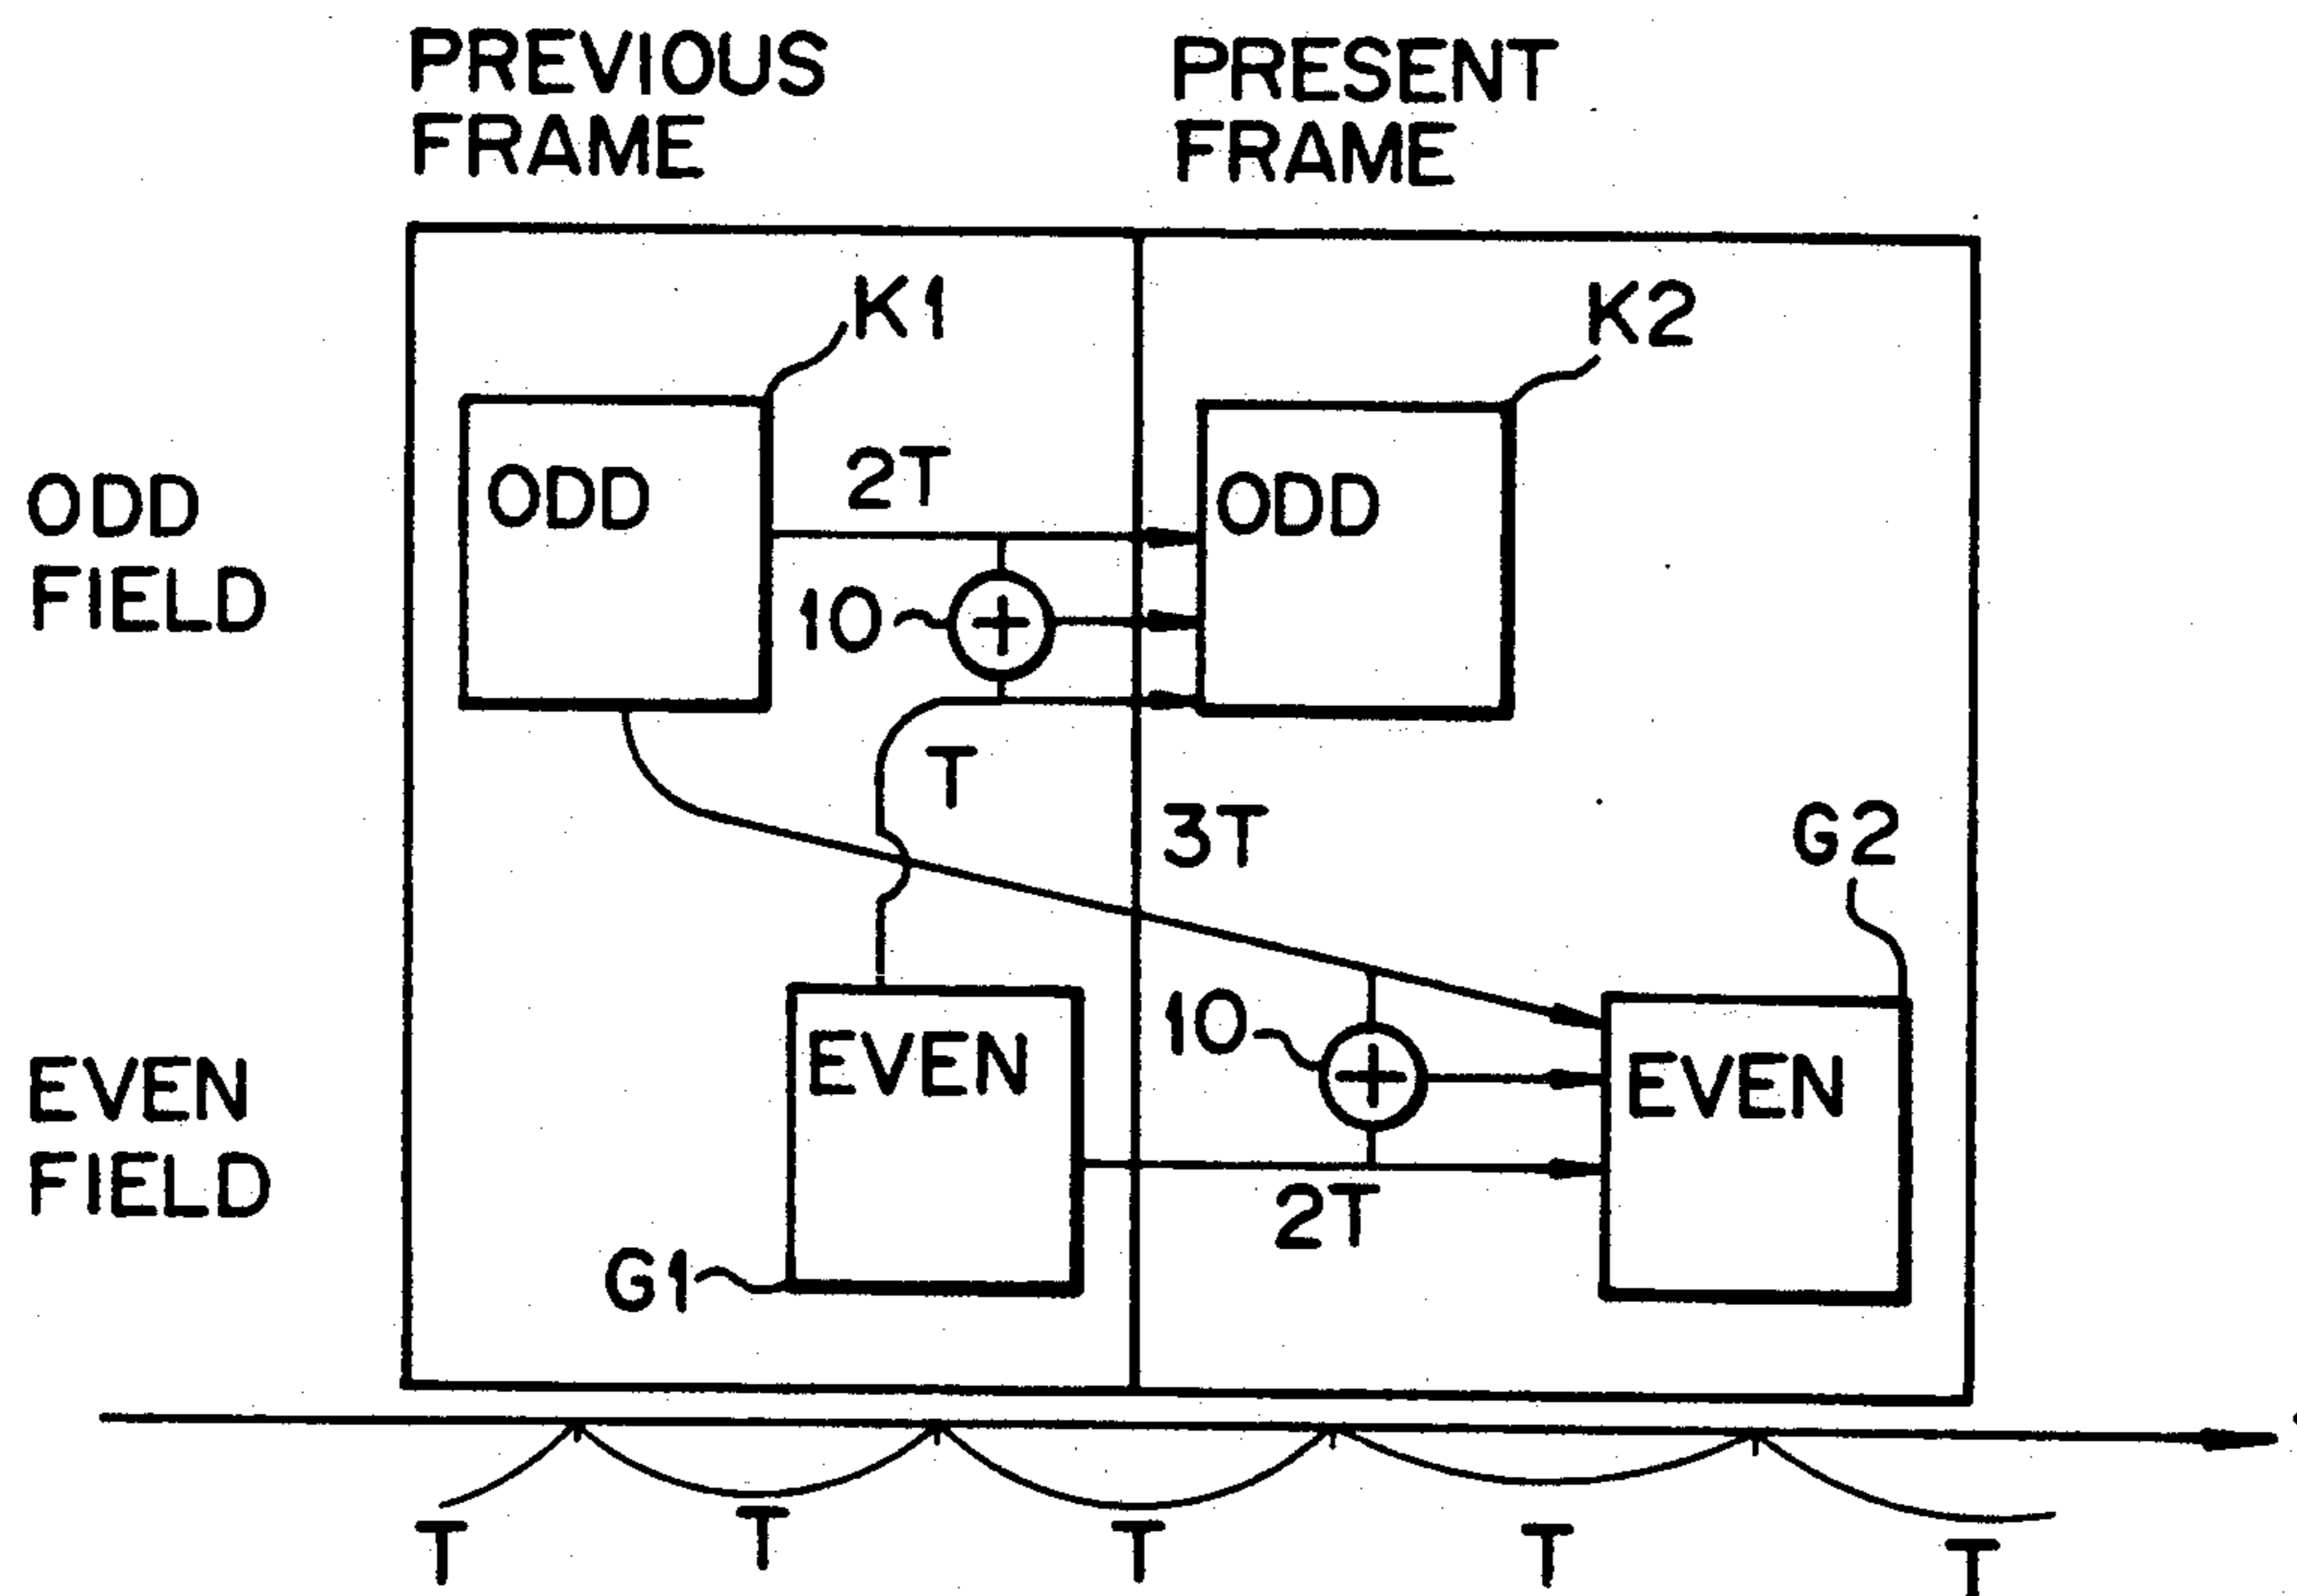 PREVIOUS
FRAME
PRESENT
FRAME
K1
K2
ODD
FIELD
ODD
2T
ODD
10
T
3T
G2
EVEN
FIELD
EVEN
10
EVEN
2T
G1
T
T
T
T
T